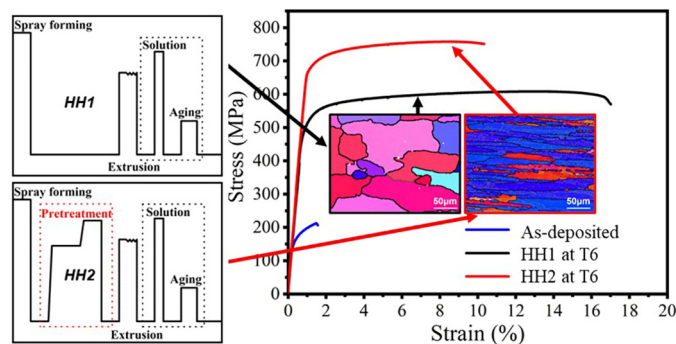 Spray forming
Solution
HH1
Aging
Extrusion
Spray forming
Pretreatment
Solution
HH2
Aging
Extrusion
800
700
600
500
400
300
200
100
0
Stress (MPa)
50μm
50μm
As-deposited
HH1 at T6
HH2 at T6
0 2 4 6 8 10 12 14 16 18 20
Strain (%)